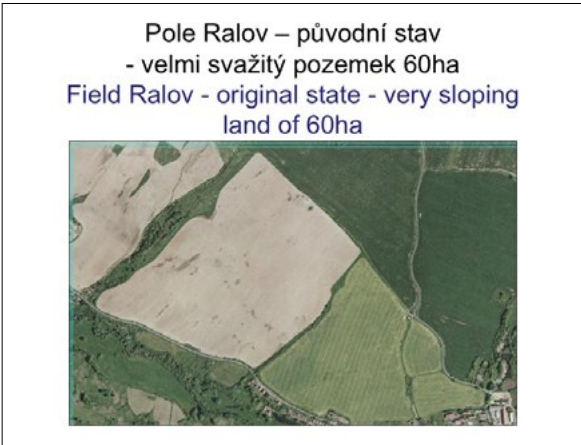 Pole Ralov – původní stav
- velmi svažitý pozemek 60ha
Field Ralov - original state - very sloping
land of 60ha